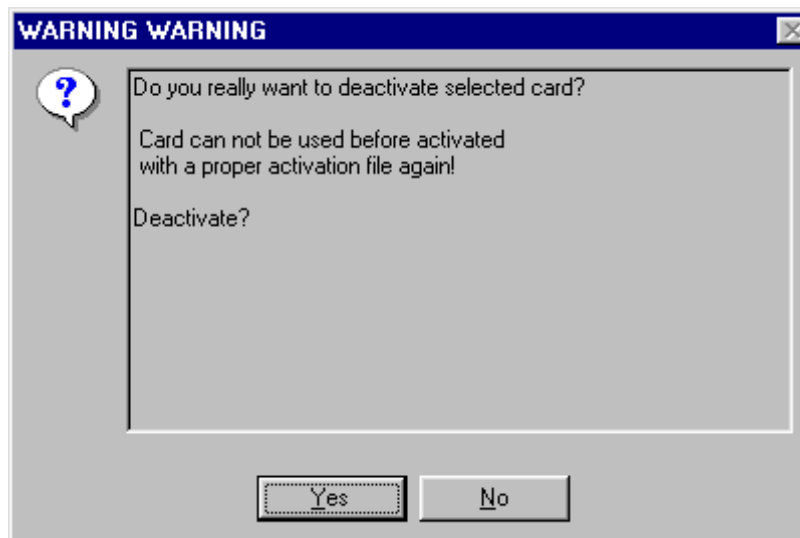 WARNING WARNING
?
Do you really want to deactivate selected card?
Card can not be used before activated
with a proper activation file again!
Deactivate?
Yes
No